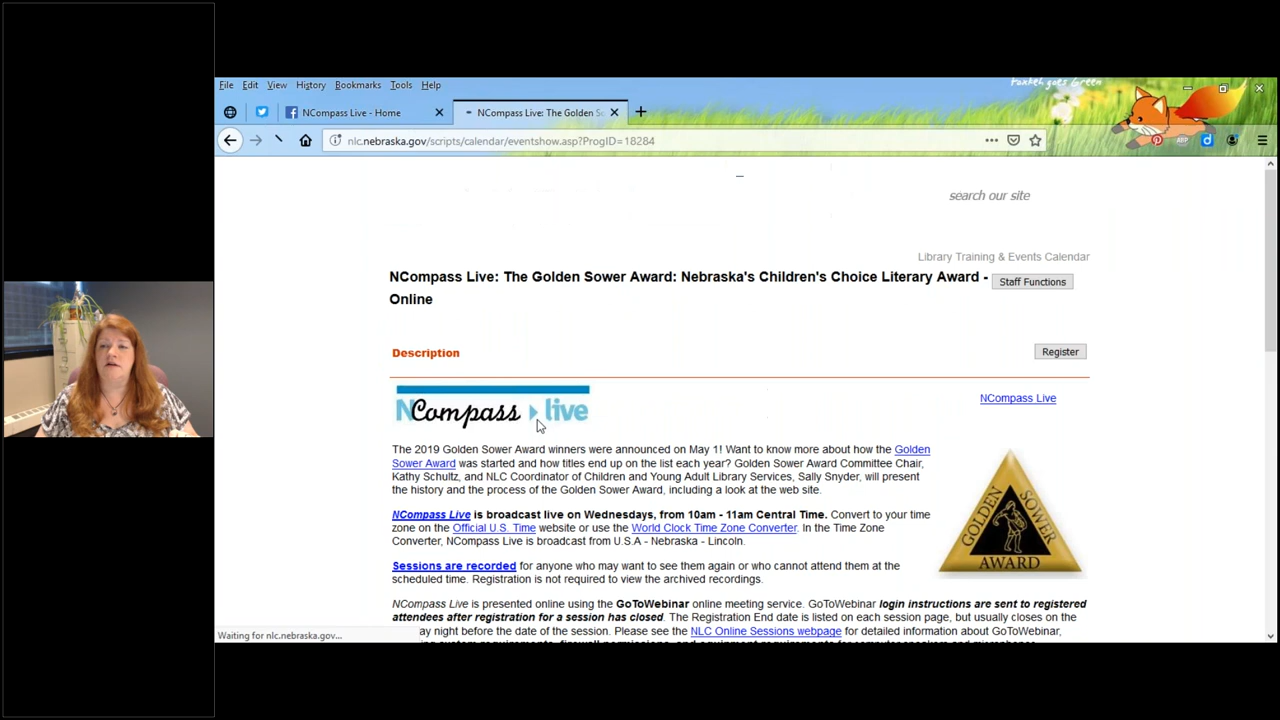 Foxkeh goes Green
File Edit View History Bookmarks Tools Help
NCompass Live - Home
NCompass Live: The Golden So
nlc.nebraska.gov/scripts/calendar/eventshow.asp?ProgID=18284
search our site
Library Training & Events Calendar
NCompass Live: The Golden Sower Award: Nebraska's Children's Choice Literary Award -
Staff Functions
Online
Description
Register
NCompass live
NCompass Live
The 2019 Golden Sower Award winners were announced on May 1! Want to know more about how the Golden
Sower Award was started and how titles end up on the list each year? Golden Sower Award Committee Chair,
Kathy Schultz, and NLC Coordinator of Children and Young Adult Library Services, Sally Snyder, will present
the history and the process of the Golden Sower Award, including a look at the web site.
GOLDEN SOWER AWARD
NCompass Live is broadcast live on Wednesdays, from 10am - 11am Central Time. Convert to your time
zone on the Official U.S. Time website or use the World Clock Time Zone Converter. In the Time Zone
Converter, NCompass Live is broadcast from U.S.A - Nebraska - Lincoln.
Sessions are recorded for anyone who may want to see them again or who cannot attend them at the
scheduled time. Registration is not required to view the archived recordings.
NCompass Live is presented online using the GoToWebinar online meeting service. GoToWebinar login instructions are sent to registered
attendees after registration for a session has closed. The Registration End date is listed on each session page, but usually closes on the
ay night before the date of the session. Please see the NLC Online Sessions webpage for detailed information about GoToWebinar,
Waiting for nlc.nebraska.gov...